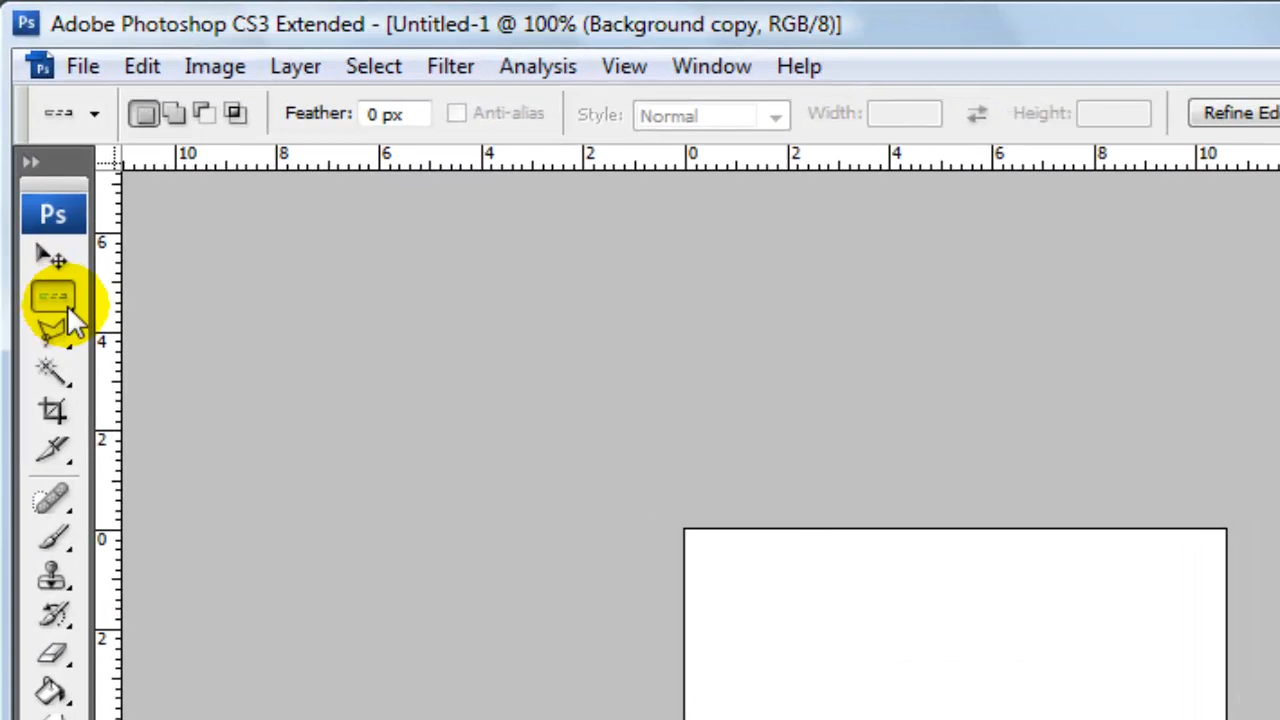 Ps Adobe Photoshop CS3 Extended - [Untitled-1 @ 100% (Background copy, RGB/8)]
Ps File Edit Image Layer Select Filter Analysis View Window Help
Feather: 0 px Anti-alias Style: Normal Width: Height: Refine Ed
10 8 6 4 2 0 2 4 6 8 10
Ps
6
4
2
0
2